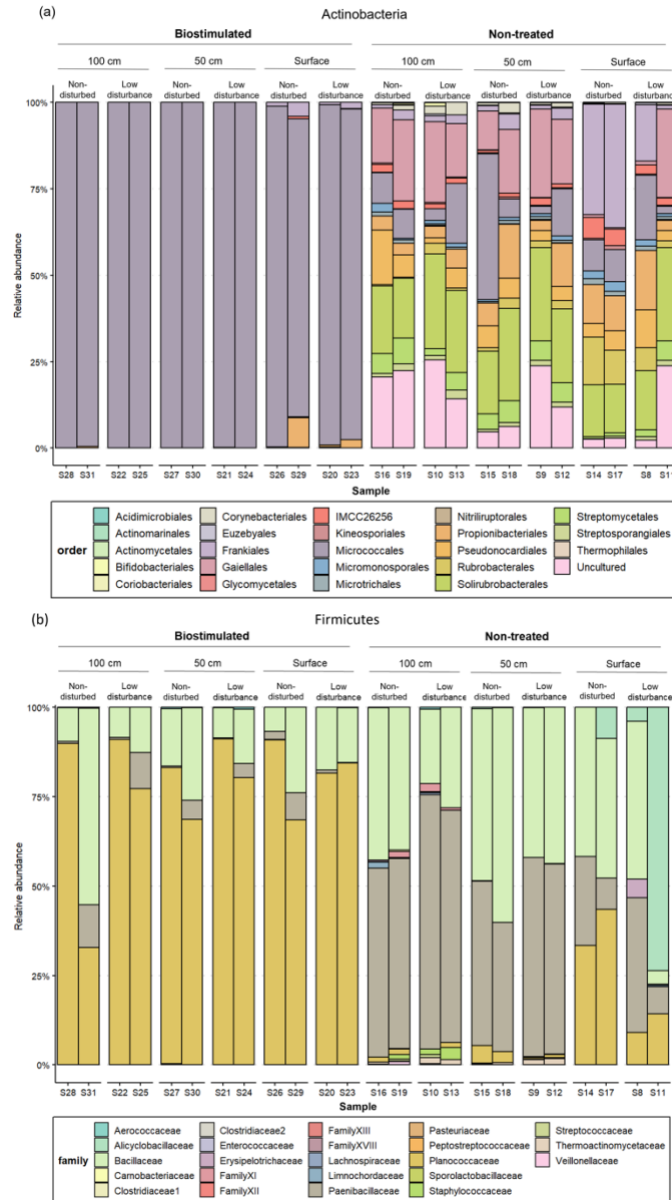 (a) Actinobacteria
Biostimulated Non-treated
100 cm 50 cm Surface 100 cm 50 cm Surface
Non-disturbed Low disturbance Non-disturbed Low disturbance Non-disturbed Low disturbance Non-disturbed Low disturbance Non-disturbed Low disturbance Non-disturbed Low disturbance
100%
75%
50%
25%
0%
Relative abundance
S28 S31 S22 S25 S27 S30 S21 S24 S26 S29 S20 S23 S16 S19 S10 S13 S15 S18 S9 S12 S14 S17 S8 S11
Sample
order
Acidimicrobiales Corynebacteriales IMCC26256 Nitriliruptorales Streptomycetales
Actinomarinales Euzebyales Kineosporiales Propionibacteriales Streptosporangiales
Actinomycetales Frankiales Micrococcales Pseudonocardiales Thermophilales
Bifidobacteriales Gaiellales Micromonosporales Rubrobacterales Uncultured
Coriobacteriales Glycomycetales Microtrichales Solirubrobacterales
(b) Firmicutes
Biostimulated Non-treated
100 cm 50 cm Surface 100 cm 50 cm Surface
Non-disturbed Low disturbance Non-disturbed Low disturbance Non-disturbed Low disturbance Non-disturbed Low disturbance Non-disturbed Low disturbance Non-disturbed Low disturbance
100%
75%
50%
25%
0%
Relative abundance
S28 S31 S22 S25 S27 S30 S21 S24 S26 S29 S20 S23 S16 S19 S10 S13 S15 S18 S9 S12 S14 S17 S8 S11
Sample
family
Aerococcaceae Clostridiaceae2 FamilyXIII Pasteuriaceae Streptococcaceae
Alicyclobacillaceae Enterococcaceae FamilyXVIII Peptostreptococcaceae Thermoactinomycetaceae
Bacillaceae Erysipelotrichaceae Lachnospiraceae Planococcaceae Veillonellaceae
Carnobacteriaceae FamilyXI Limnochordaceae Sporolactobacillaceae
Clostridiaceae1 FamilyXII Paenibacillaceae Staphylococcaceae